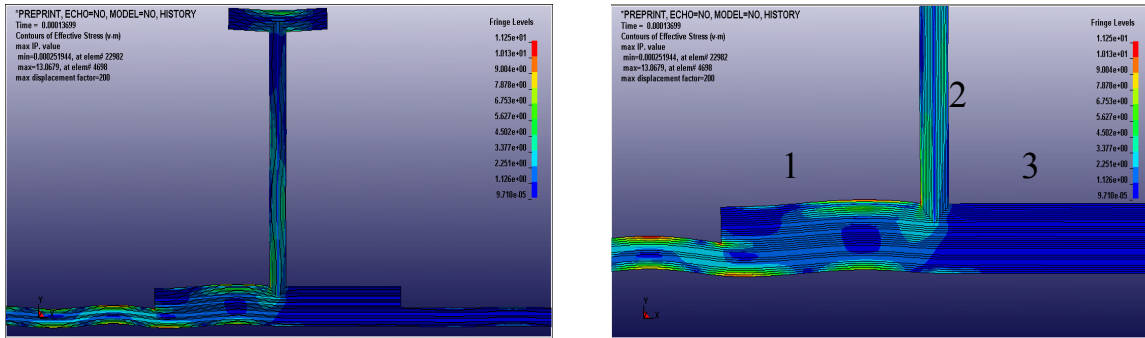 *PREPRINT, ECHO=NO, MODEL=NO, HISTORY
Time = 0.00013699
Contours of Effective Stress (v-m)
max IP. value
min=0.000251944, at elem# 22982
max=13.0679, at elem# 4698
max displacement factor=200
Fringe Levels
1.125e+01
1.013e+01
9.004e+00
7.878e+00
6.753e+00
5.627e+00
4.502e+00
3.377e+00
2.251e+00
1.126e+00
9.710e-05
Y
X
*PREPRINT, ECHO=NO, MODEL=NO, HISTORY
Time = 0.00013699
Contours of Effective Stress (v-m)
max IP. value
min=0.000251944, at elem# 22982
max=13.0679, at elem# 4698
max displacement factor=200
Fringe Levels
1.125e+01
1.013e+01
9.004e+00
7.878e+00
6.753e+00
5.627e+00
4.502e+00
3.377e+00
2.251e+00
1.126e+00
9.710e-05
2
1
3
Y
X